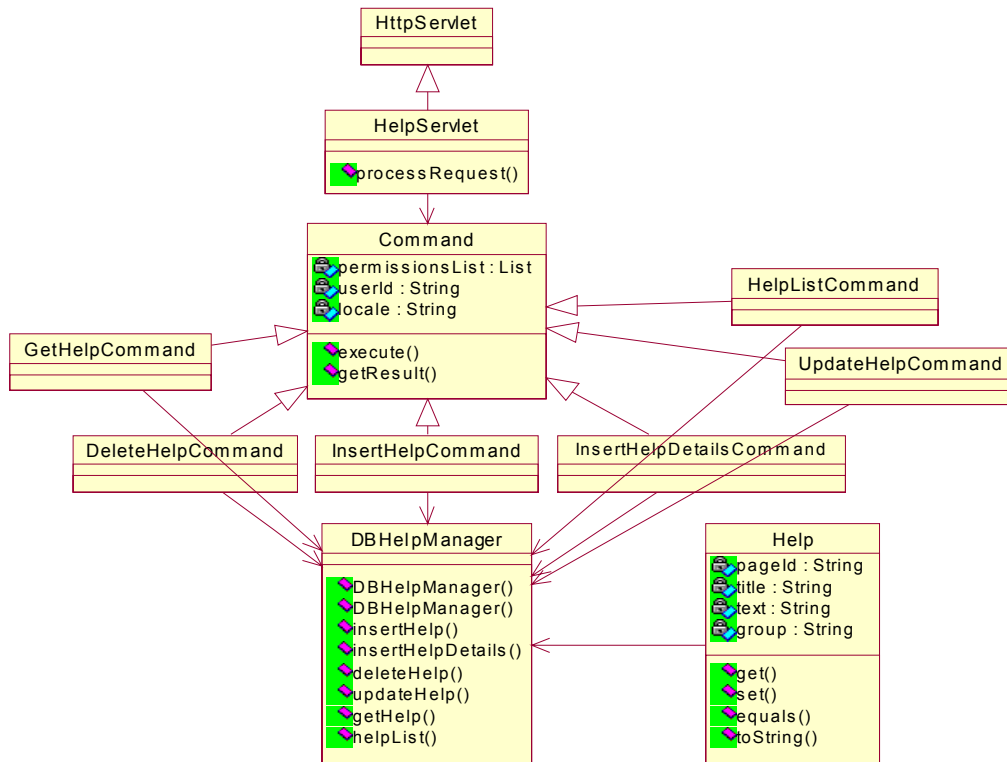 HttpServlet
HelpServlet
processRequest()
Command
permissionsList : List
userId : String
locale : String
execute()
getResult()
HelpListCommand
GetHelpCommand
UpdateHelpCommand
DeleteHelpCommand
InsertHelpCommand
InsertHelpDetailsCommand
DBHelpManager
DBHelpManager()
DBHelpManager()
insertHelp()
insertHelpDetails()
deleteHelp()
updateHelp()
getHelp()
helpList()
Help
pageId : String
title : String
text : String
group : String
get()
set()
equals()
toString()